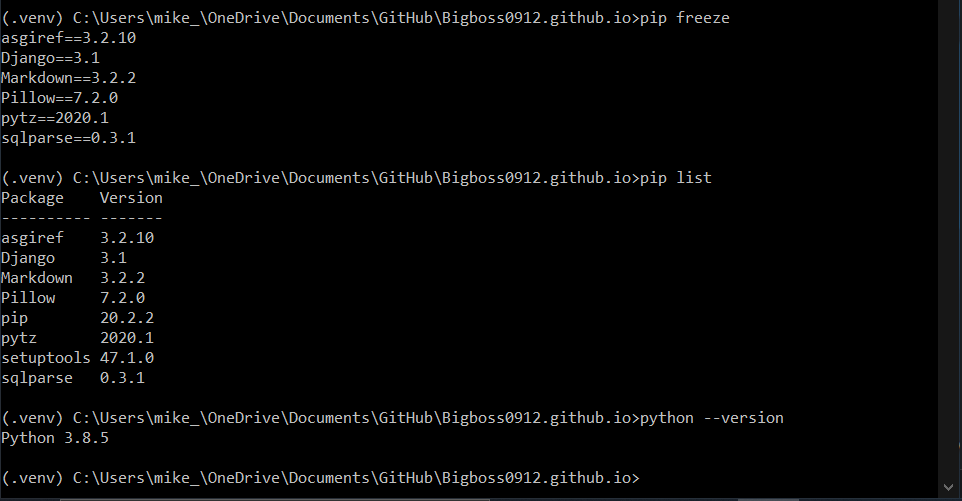 (.venv) C:\Users\mike_\OneDrive\Documents\GitHub\Bigboss0912.github.io>pip freeze
asgiref==3.2.10
Django==3.1
Markdown==3.2.2
Pillow==7.2.0
pytz==2020.1
sqlparse==0.3.1
(.venv) C:\Users\mike_\OneDrive\Documents\GitHub\Bigboss0912.github.io>pip list
Package    Version
---------- -------
asgiref    3.2.10
Django     3.1
Markdown   3.2.2
Pillow     7.2.0
pip        20.2.2
pytz       2020.1
setuptools 47.1.0
sqlparse   0.3.1
(.venv) C:\Users\mike_\OneDrive\Documents\GitHub\Bigboss0912.github.io>python --version
Python 3.8.5
(.venv) C:\Users\mike_\OneDrive\Documents\GitHub\Bigboss0912.github.io>